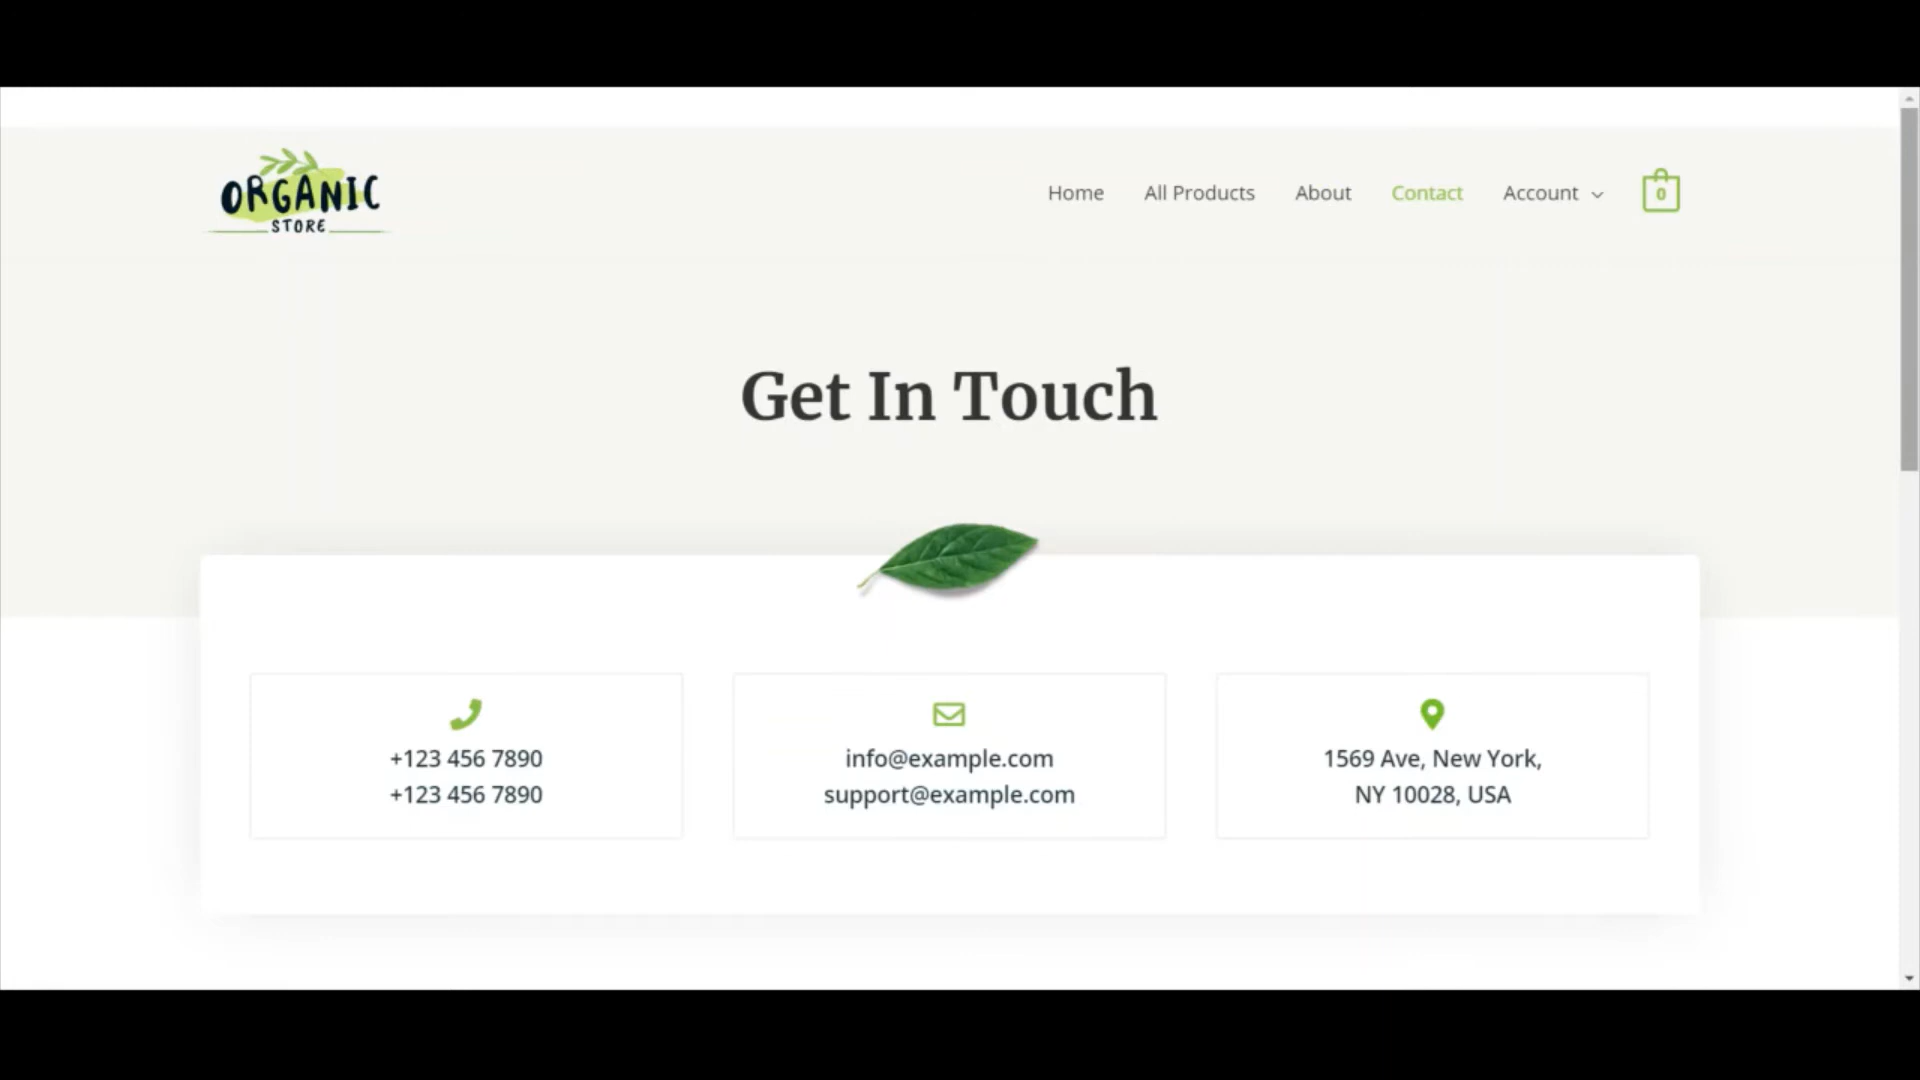 ORGANIC
STORE
Home All Products About Contact Account 0
Get In Touch
+123 456 7890
+123 456 7890
info@example.com
support@example.com
1569 Ave, New York,
NY 10028, USA